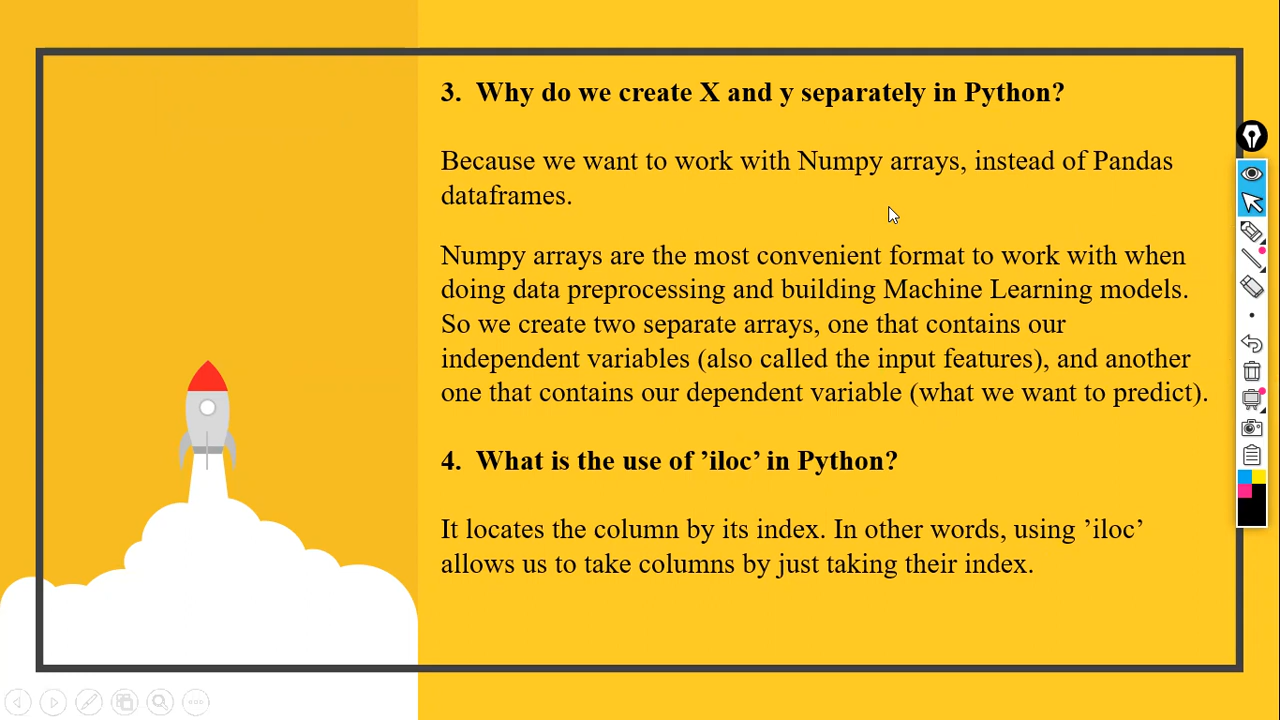 3. Why do we create X and y separately in Python?
Because we want to work with Numpy arrays, instead of Pandas
dataframes.
Numpy arrays are the most convenient format to work with when
doing data preprocessing and building Machine Learning models.
So we create two separate arrays, one that contains our
independent variables (also called the input features), and another
one that contains our dependent variable (what we want to predict).
4. What is the use of ’iloc’ in Python?
It locates the column by its index. In other words, using ’iloc’
allows us to take columns by just taking their index.